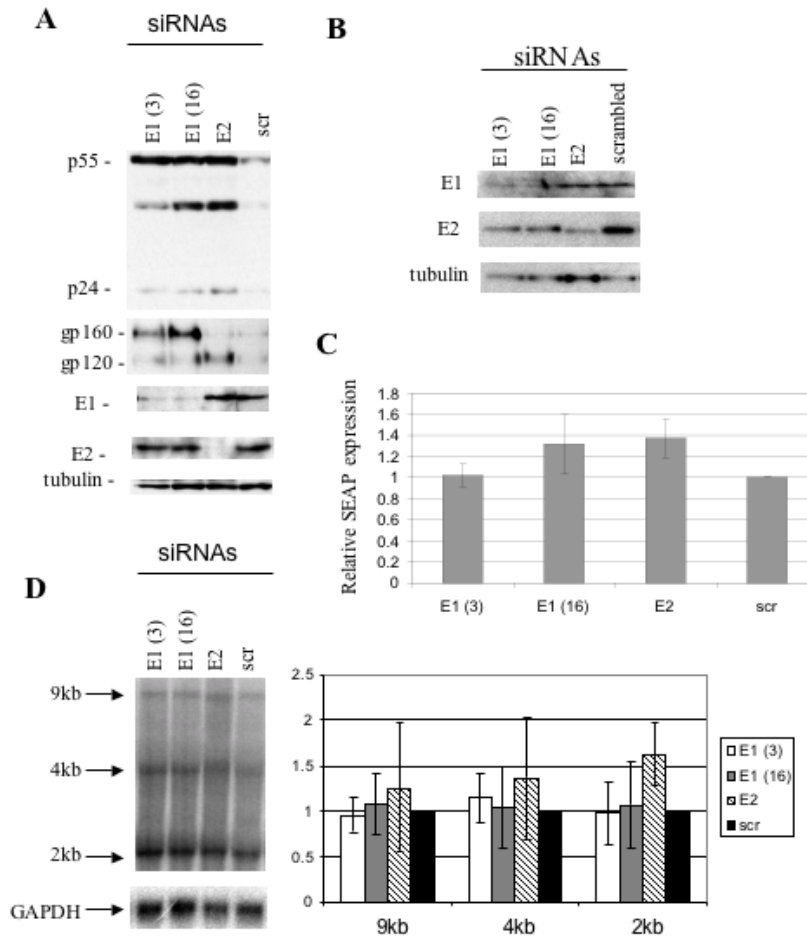 A
siRNAs
E1 (3)
E1 (16)
E2
scr
p55 -
p24 -
gp160 -
gp120 -
E1 -
E2 -
tubulin -
B
siRNAs
E1 (3)
E1 (16)
E2
scrambled
E1
E2
tubulin
C
Relative SEAP expression
1.8
1.6
1.4
1.2
1
0.8
0.6
0.4
0.2
0
E1 (3)
E1 (16)
E2
scr
D
siRNAs
E1 (3)
E1 (16)
E2
scr
9kb
4kb
2kb
GAPDH
2.5
2
1.5
1
0.5
0
9kb
4kb
2kb
E1 (3)
E1 (16)
E2
scr